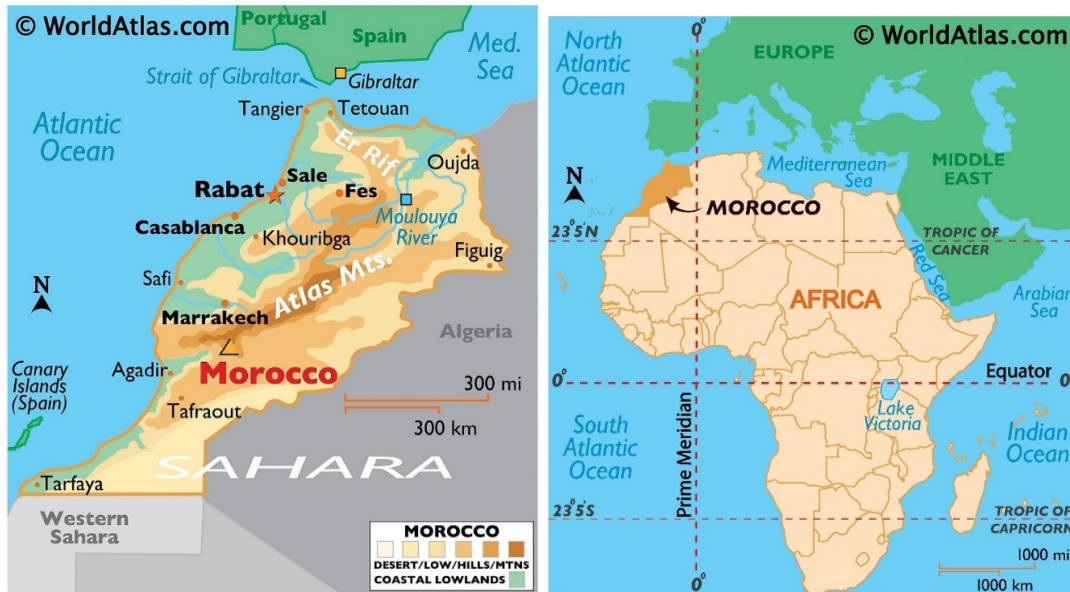 © WorldAtlas.com
Portugal
Spain
Med.
Sea
Strait of Gibraltar
Gibraltar
Tangier
Tetouan
Atlantic
Ocean
Er Rif
Oujda
Rabat
Sale
Fes
Casablanca
Moulouya
River
Khouribga
Figuig
Safi
Atlas Mts.
N
Marrakech
Algeria
Agadir
Morocco
Canary
Islands
(Spain)
300 mi
Tafraout
300 km
SAHARA
Tarfaya
Western
Sahara
MOROCCO
DESERT/LOW/HILLS/MTNS
COASTAL LOWLANDS
© WorldAtlas.com
0°
North
Atlantic
Ocean
EUROPE
Mediterranean
Sea
MIDDLE
EAST
N
MOROCCO
23°5'N
TROPIC OF
CANCER
Red Sea
AFRICA
Arabian
Sea
Equator
0°
0°
Lake
Victoria
South
Atlantic
Ocean
Prime Meridian
Indian
Ocean
23°5'S
TROPIC OF
CAPRICORN
1000 mi
1000 km
0°